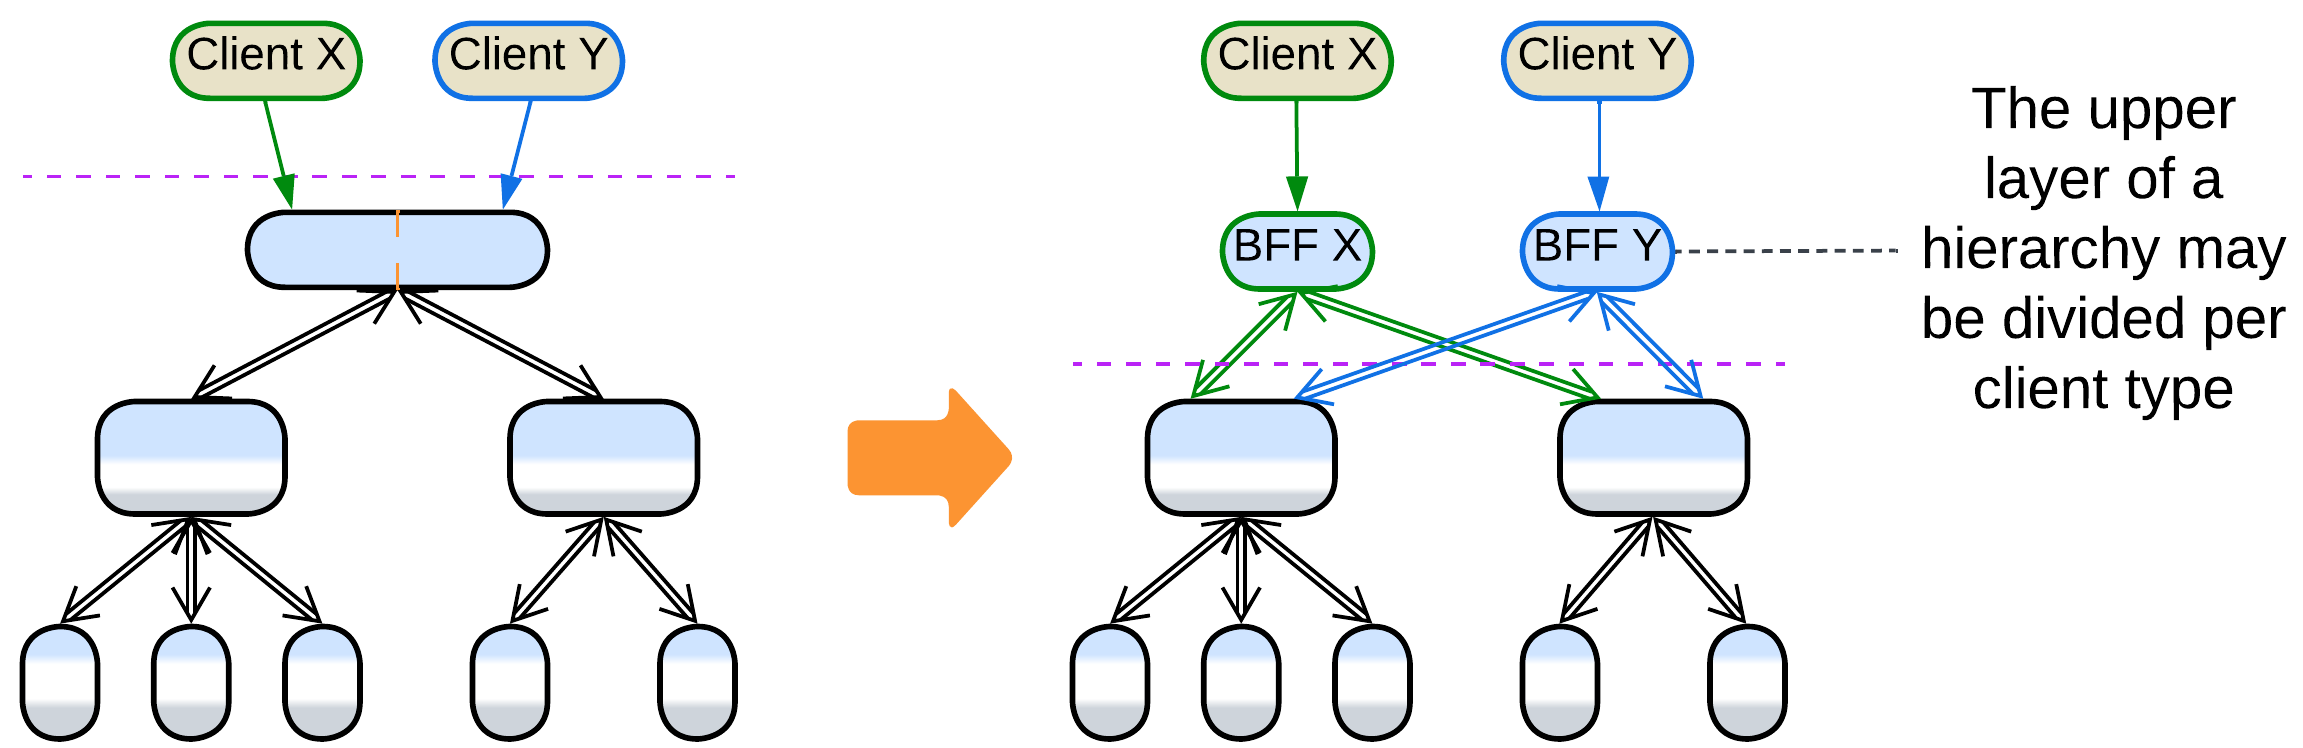 Client X
Client Y
Client X
Client Y
BFF X
BFF Y
The upper
layer of a
hierarchy may
be divided per
client type